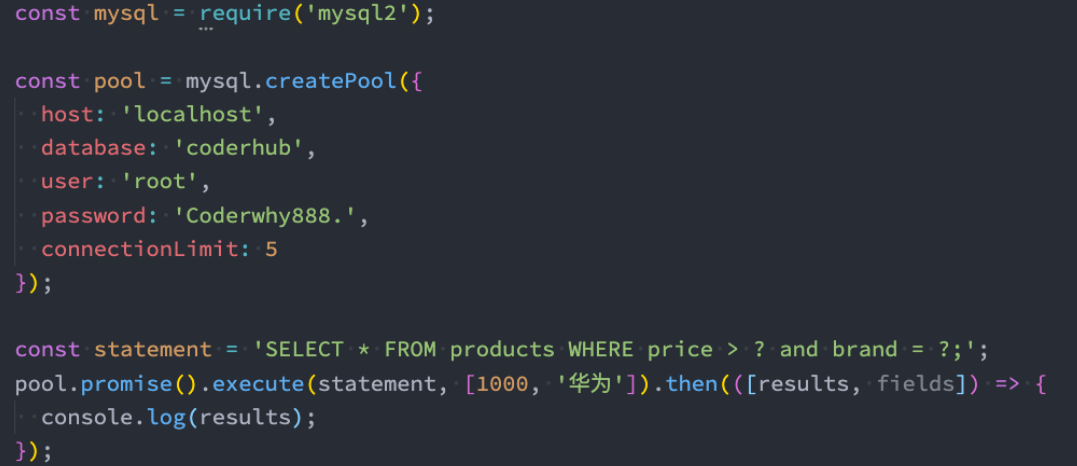 const mysql = require('mysql2');
const pool = mysql.createPool({
host: 'localhost',
database: 'coderhub',
user: 'root',
password: 'Coderwhy888.',
connectionLimit: 5
});
const statement = 'SELECT * FROM products WHERE price > ? and brand = ?;';
pool.promise().execute(statement, [1000, '华为']).then(([results, fields]) => {
console.log(results);
});